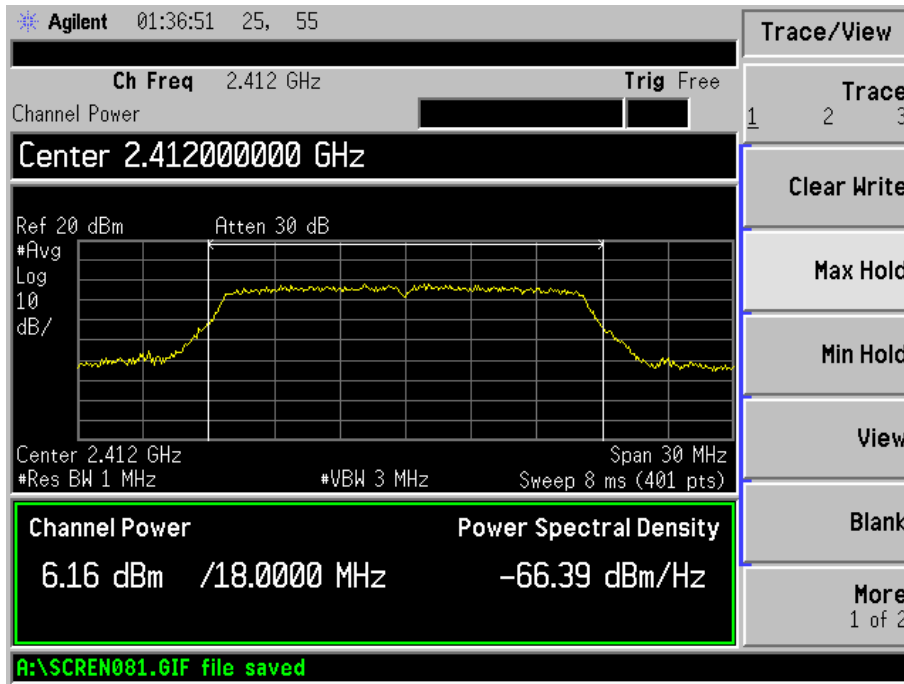 Agilent 01:36:51 25, 55
Trace/View
Ch Freq 2.412 GHz Trig Free
Channel Power
Trace
1 2 3
Center 2.412000000 GHz
Clear Write
Ref 20 dBm Atten 30 dB
#Avg
Log
10
dB/
Max Hold
Min Hold
View
Center 2.412 GHz Span 30 MHz
#Res BW 1 MHz #VBW 3 MHz Sweep 8 ms (401 pts)
Blank
Channel Power Power Spectral Density
6.16 dBm /18.0000 MHz -66.39 dBm/Hz
More
1 of 2
A:\SCREN081.GIF file saved